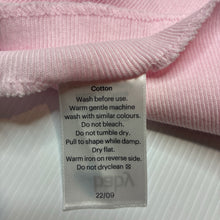 Cotton
Wash before use.
Warm gentle machine
wash with similar colours.
Do not bleach.
Do not tumble dry.
Pull to shape while damp.
Dry flat.
Warm iron on reverse side.
Do not dryclean ☒
22/09